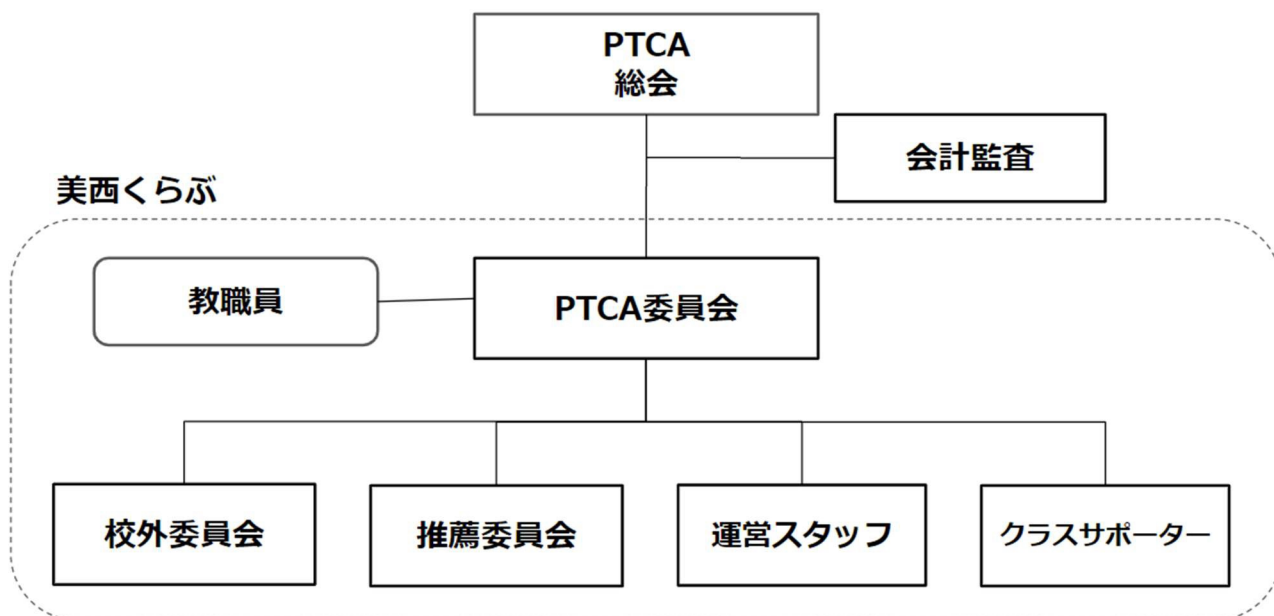 PTCA
総会
会計監査
美西くらぶ
教職員
PTCA委員会
校外委員会
推薦委員会
運営スタッフ
クラスサポーター